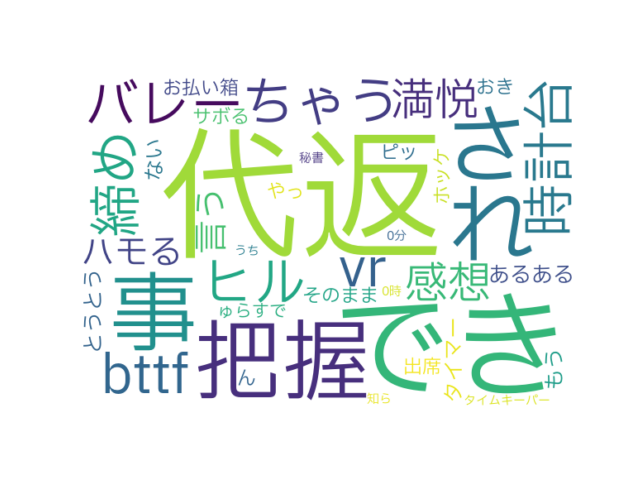 お払い箱
おき
バレー
ちゃう
満悦
サボる
時計台
締め
ない
代返
秘書
ピッ
ホッケ
され
言う
やっ
0分
ハモる
うち
ヒル
vr
感想
あるある
そのまま
0時
とうとう
事
ゅらすで
でき
bttf
把握
ん
出席
タイマー
もう
知ら
タイムキーパー